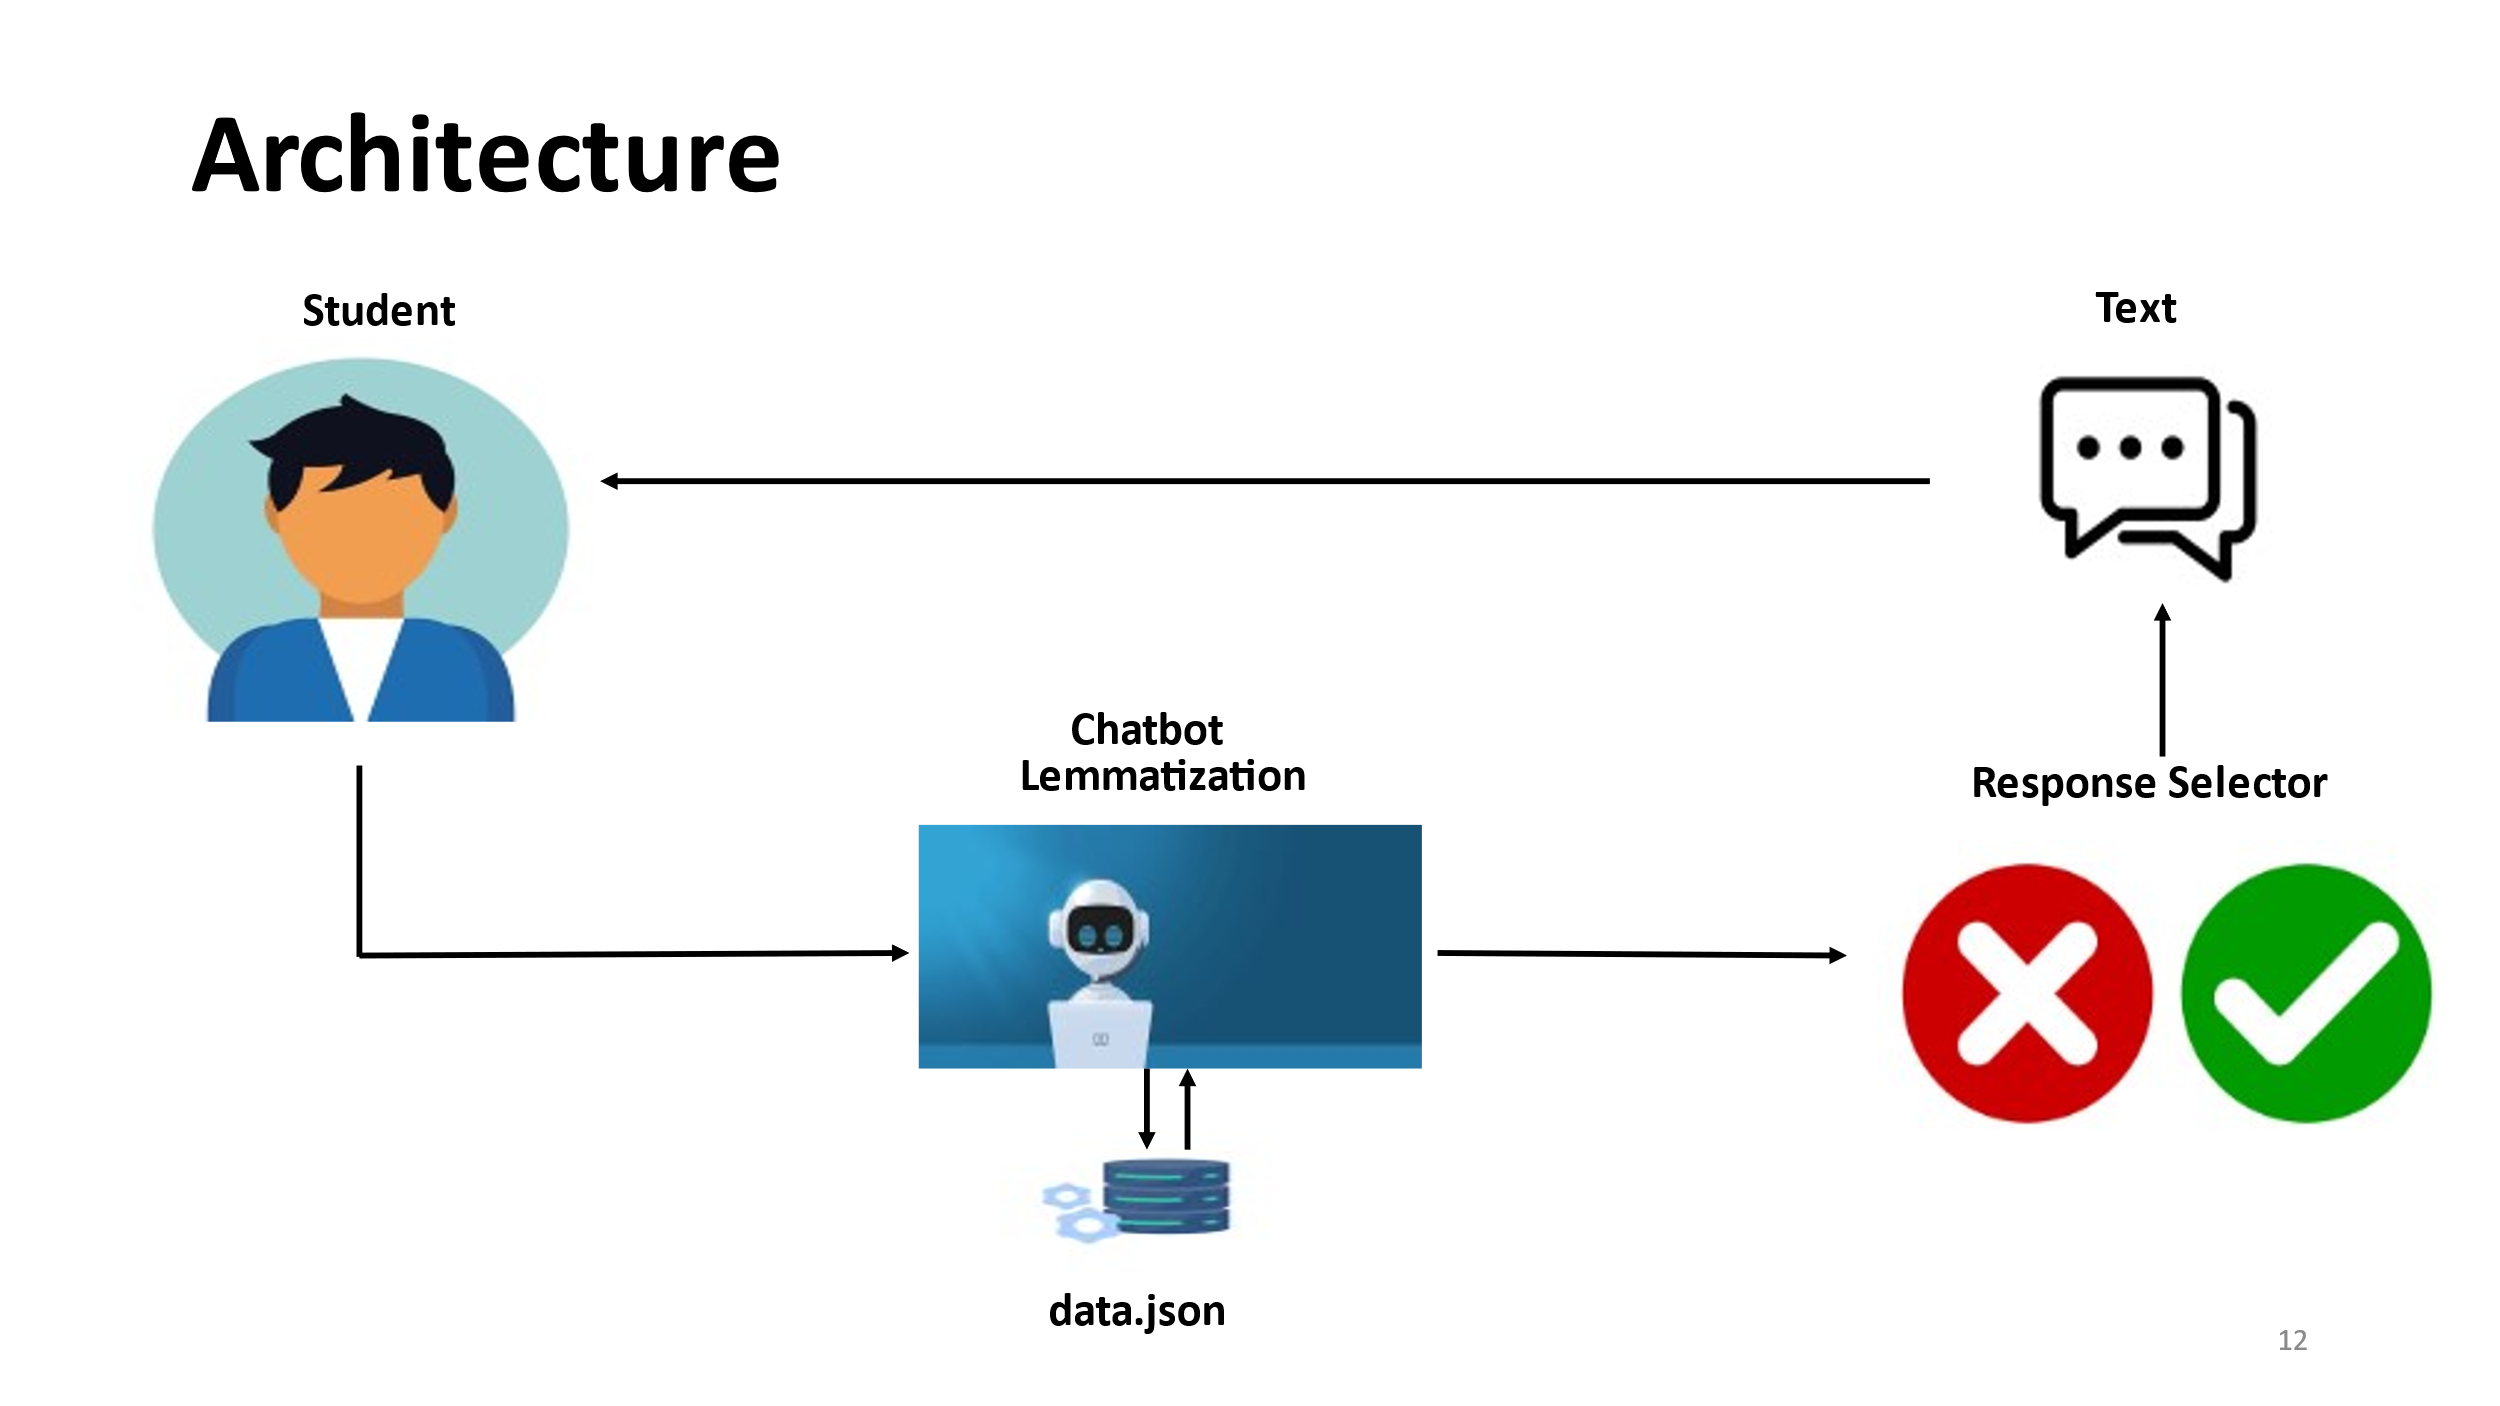 Architecture
Student
Text
Chatbot
Lemmatization
Response Selector
data.json
12